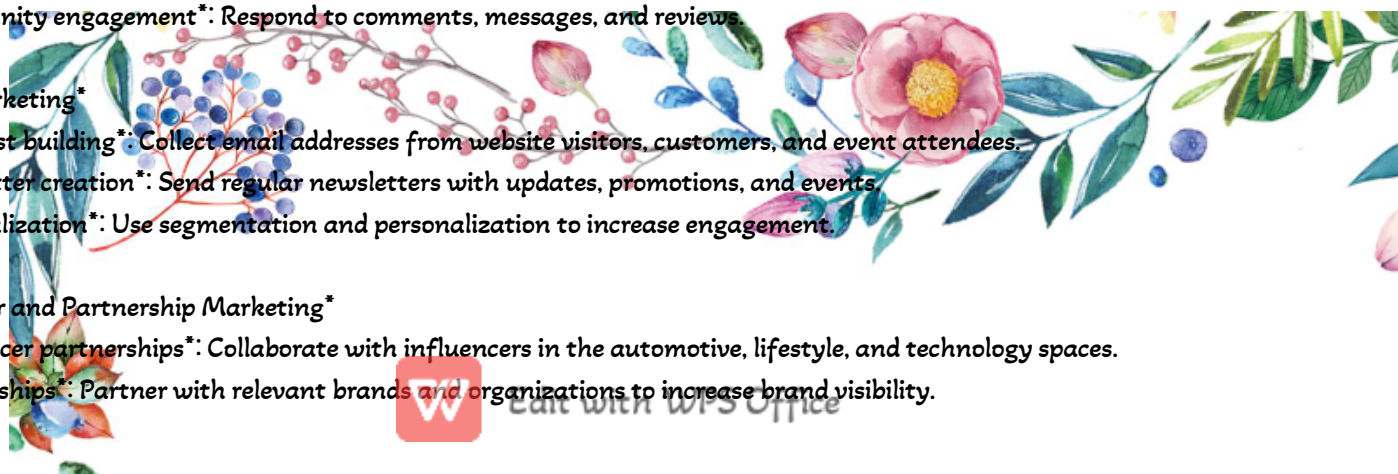 nity engagement*: Respond to comments, messages, and reviews.
rketing*
st building*: Collect email addresses from website visitors, customers, and event attendees.
tter creation*: Send regular newsletters with updates, promotions, and events.
lization*: Use segmentation and personalization to increase engagement.
r and Partnership Marketing*
cer partnerships*: Collaborate with influencers in the automotive, lifestyle, and technology spaces.
ships*: Partner with relevant brands and organizations to increase brand visibility.
Edit with WPS Office